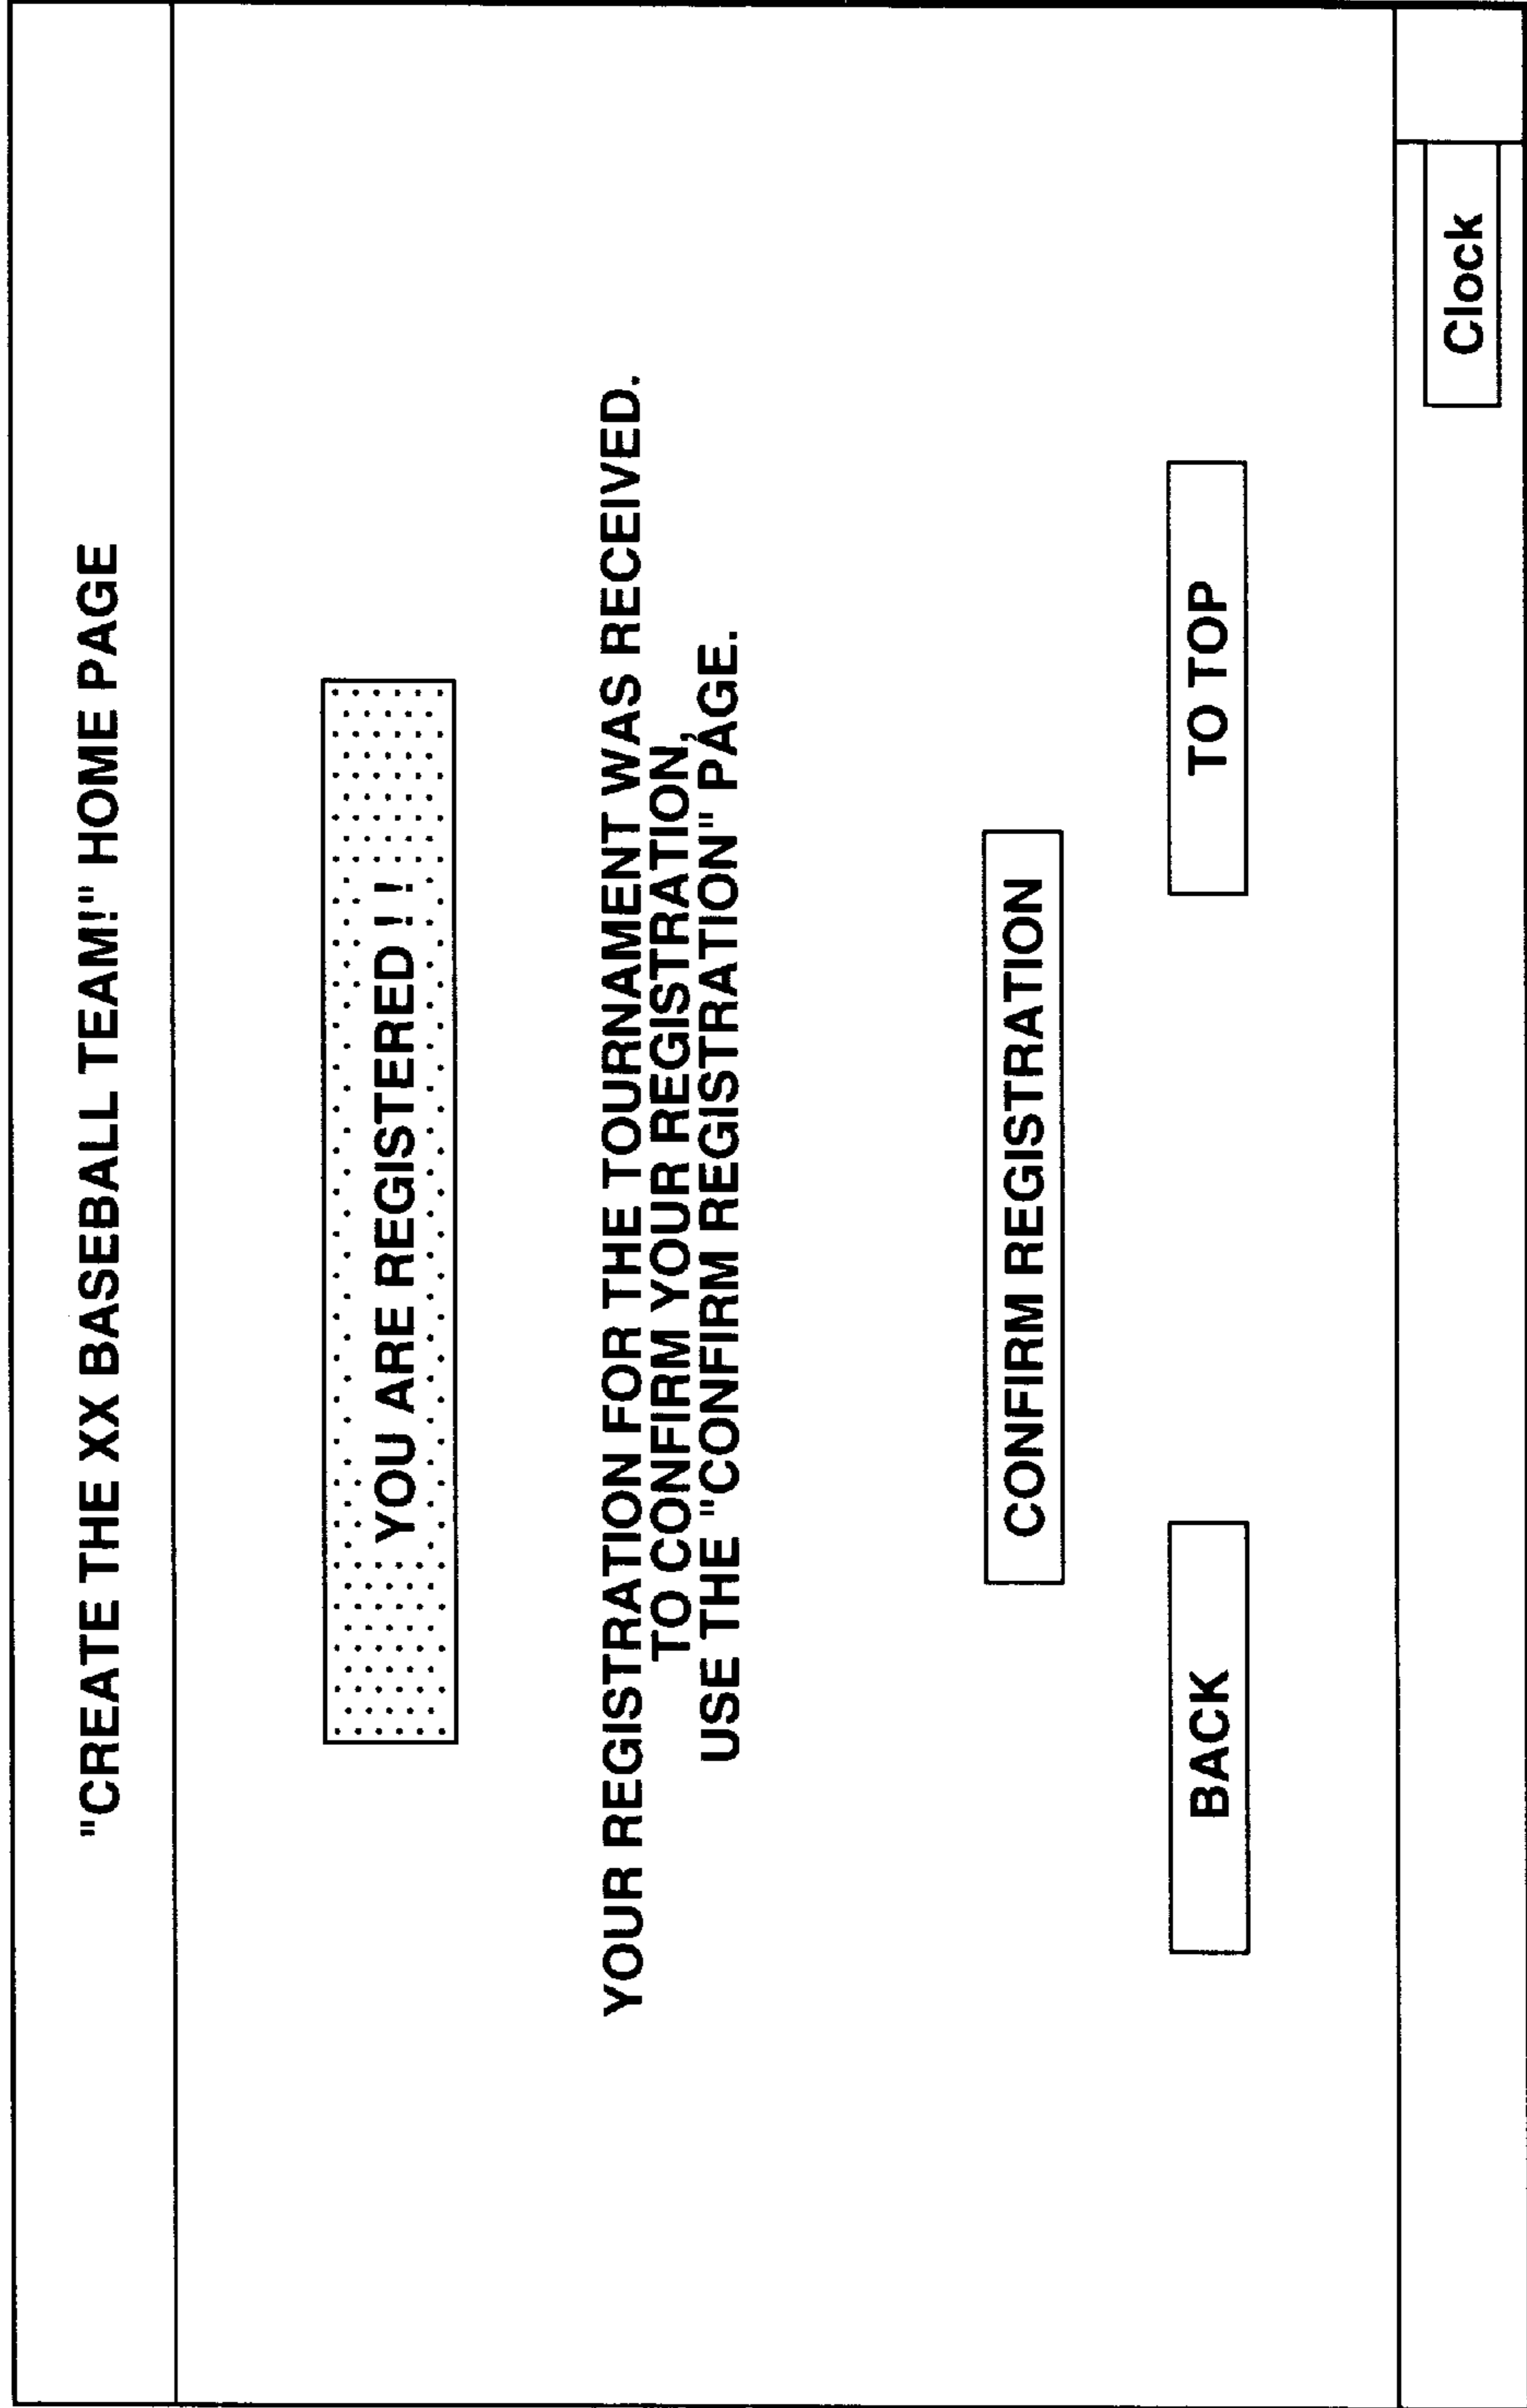 "CREATE THE XX BASEBALL TEAM!" HOME PAGE
YOU ARE REGISTERED ! !
YOUR REGISTRATION FOR THE TOURNAMENT WAS RECEIVED.
TO CONFIRM YOUR REGISTRATION,
USE THE "CONFIRM REGISTRATION" PAGE.
CONFIRM REGISTRATION
BACK
TO TOP
Clock